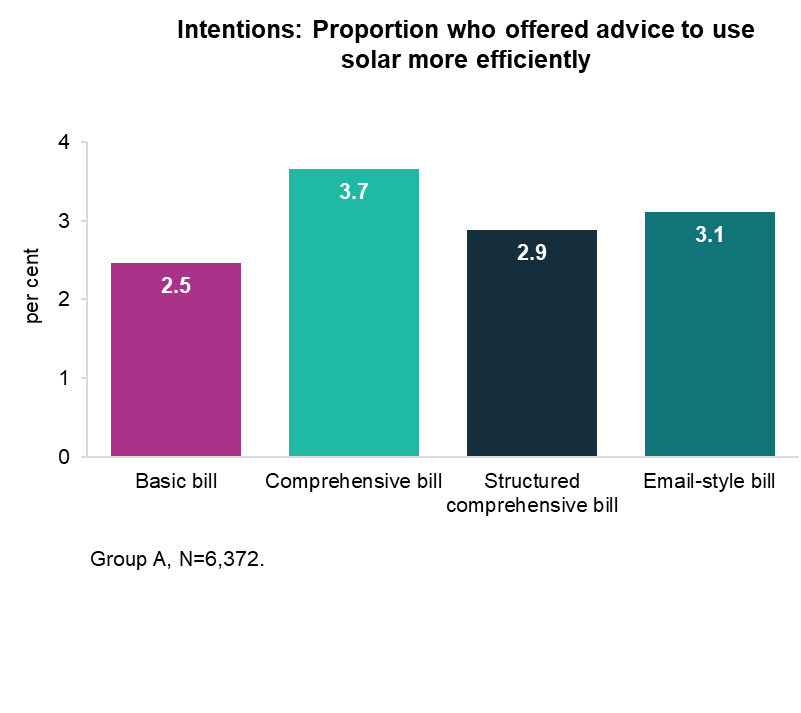 Intentions: Proportion who offered advice to use
solar more efficiently
per cent
4
3
2
1
0
2.5
3.7
2.9
3.1
Basic bill
Comprehensive bill
Structured
comprehensive bill
Email-style bill
Group A, N=6,372.